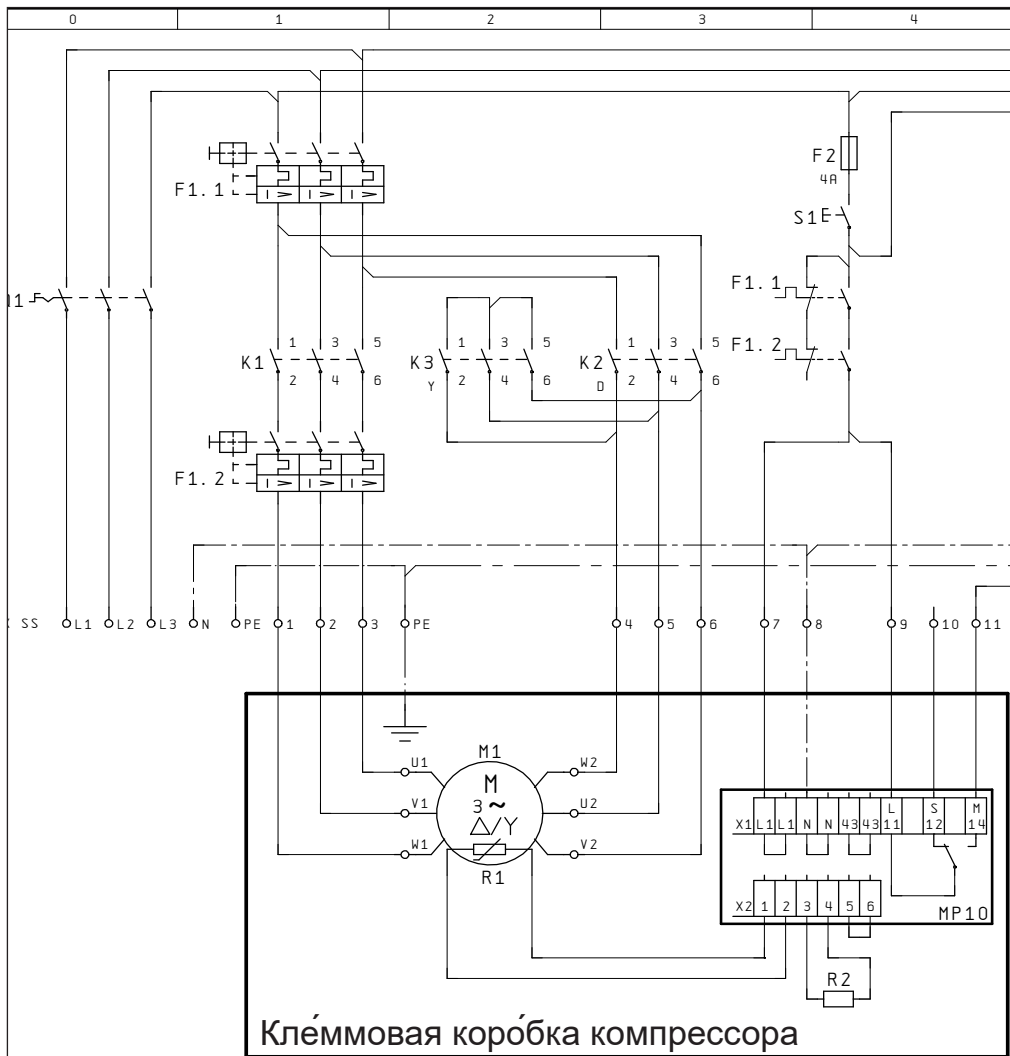 0 1 2 3 4
F2
4A
F1.1
S1
F1.1
1 3 5 1 3 5 1 3 5
F1.2
K1 K3 K2
2 4 6 Y 2 4 6 D 2 4 6
F1.2
SS L1 L2 L3 N PE 1 2 3 PE 4 5 6 7 8 9 10 11
M1
U1 W2
M
3 ~
V1 U2
L S M
△/Y
X1 L1 L1 N N 43 43 11 12 14
W1 V2
R1
X2 1 2 3 4 5 6
MP10
R2
Кле́ммовая коро́бка компрессора